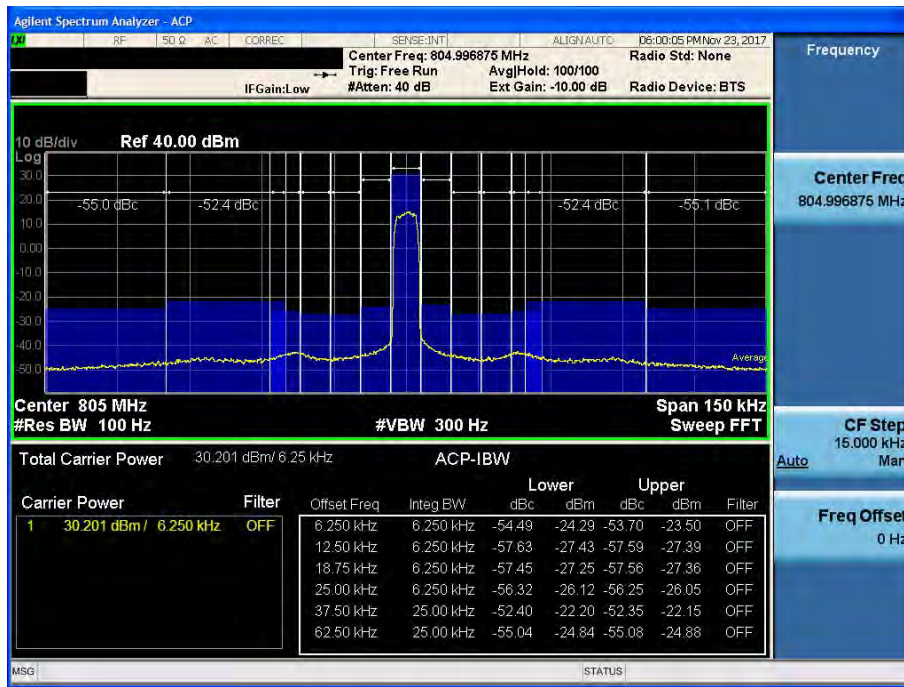 Agilent Spectrum Analyzer - ACP
LXI RF 50 Ω AC CORREC SENSE:INT ALIGN AUTO 06:00:05 PM Nov 23, 2017
Center Freq: 804.996875 MHz Radio Std: None
Trig: Free Run Avg|Hold: 100/100
IFGain:Low #Atten: 40 dB Ext Gain: -10.00 dB Radio Device: BTS
Frequency
10 dB/div Ref 40.00 dBm
Log
30.0
20.0
-55.0 dBc -52.4 dBc -52.4 dBc -55.1 dBc
10.0
0.00
-10.0
-20.0
-30.0
-40.0
Average
-50.0
Center 805 MHz Span 150 kHz
#Res BW 100 Hz #VBW 300 Hz Sweep FFT
Center Freq
804.996875 MHz
CF Step
15.000 kHz
Auto Man
Freq Offset
0 Hz
Total Carrier Power 30.201 dBm/ 6.25 kHz ACP-IBW
Lower Upper
Carrier Power Filter Offset Freq Integ BW dBc dBm dBc dBm Filter
1 30.201 dBm / 6.250 kHz OFF 6.250 kHz 6.250 kHz -54.49 -24.29 -53.70 -23.50 OFF
12.50 kHz 6.250 kHz -57.63 -27.43 -57.59 -27.39 OFF
18.75 kHz 6.250 kHz -57.45 -27.25 -57.56 -27.36 OFF
25.00 kHz 6.250 kHz -56.32 -26.12 -56.25 -26.05 OFF
37.50 kHz 25.00 kHz -52.40 -22.20 -52.35 -22.15 OFF
62.50 kHz 25.00 kHz -55.04 -24.84 -55.08 -24.88 OFF
MSG STATUS